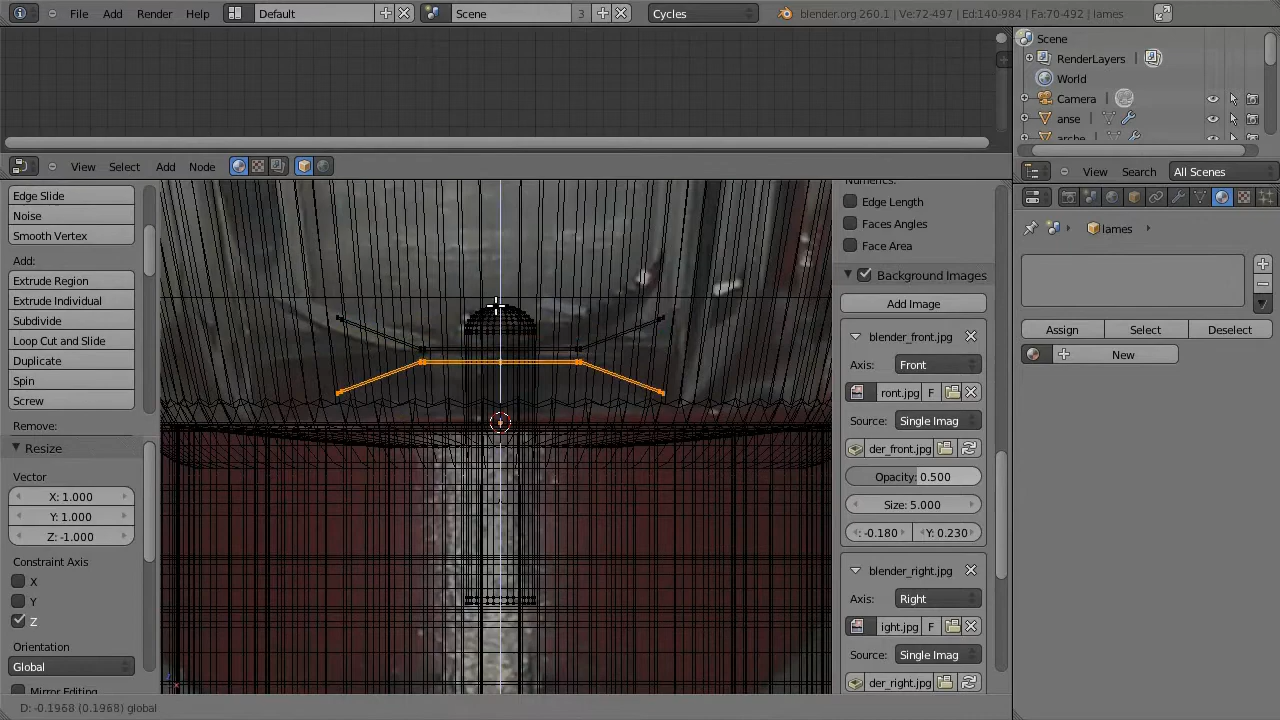 File Add Render Help Default Scene 3 Cycles blender.org 260.1 | Ve:72-497 | Ed:140-984 | Fa:70-492 | lames
Scene
RenderLayers |
World
Camera |
anse |
arche
View Select Add Node
View Search All Scenes
Edge Slide
Noise
Smooth Vertex
Add:
Extrude Region
Extrude Individual
Subdivide
Loop Cut and Slide
Duplicate
Spin
Screw
Remove:
Resize
Vector
X: 1.000
Y: 1.000
Z: -1.000
Constraint Axis
X
Y
Z
Orientation
Global
Mirror Editing
Numerics:
Edge Length
Faces Angles
Face Area
Background Images
Add Image
blender_front.jpg
Axis: Front
ront.jpg F
Source: Single Imag
der_front.jpg
Opacity: 0.500
Size: 5.000
: -0.180 Y: 0.230
blender_right.jpg
Axis: Right
ight.jpg F
Source: Single Imag
der_right.jpg
lames
Assign Select Deselect
New
D: -0.1968 (0.1968) global